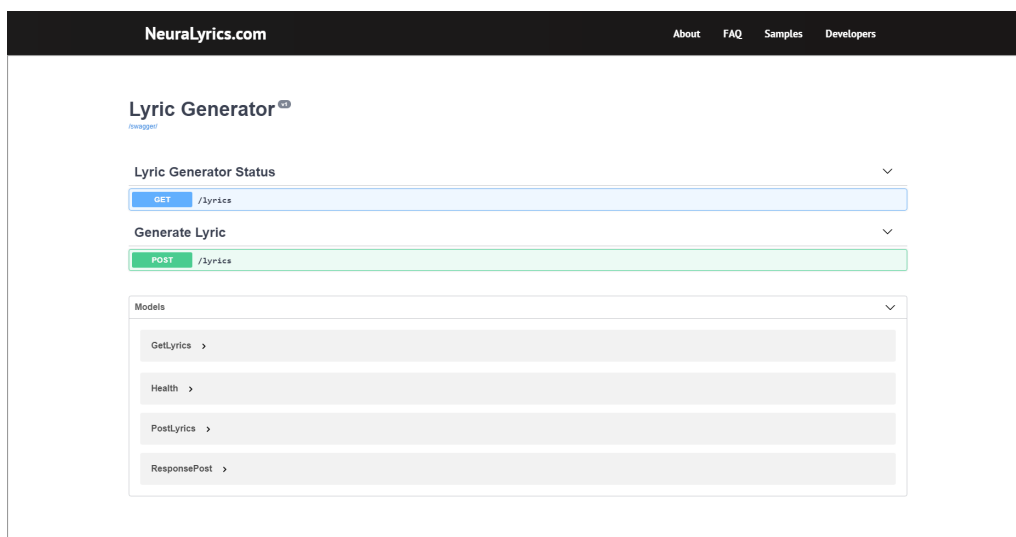 NeuraLyrics.com About FAQ Samples Developers
Lyric Generator v1
/swagger/
Lyric Generator Status
GET /lyrics
Generate Lyric
POST /lyrics
Models
GetLyrics
Health
PostLyrics
ResponsePost